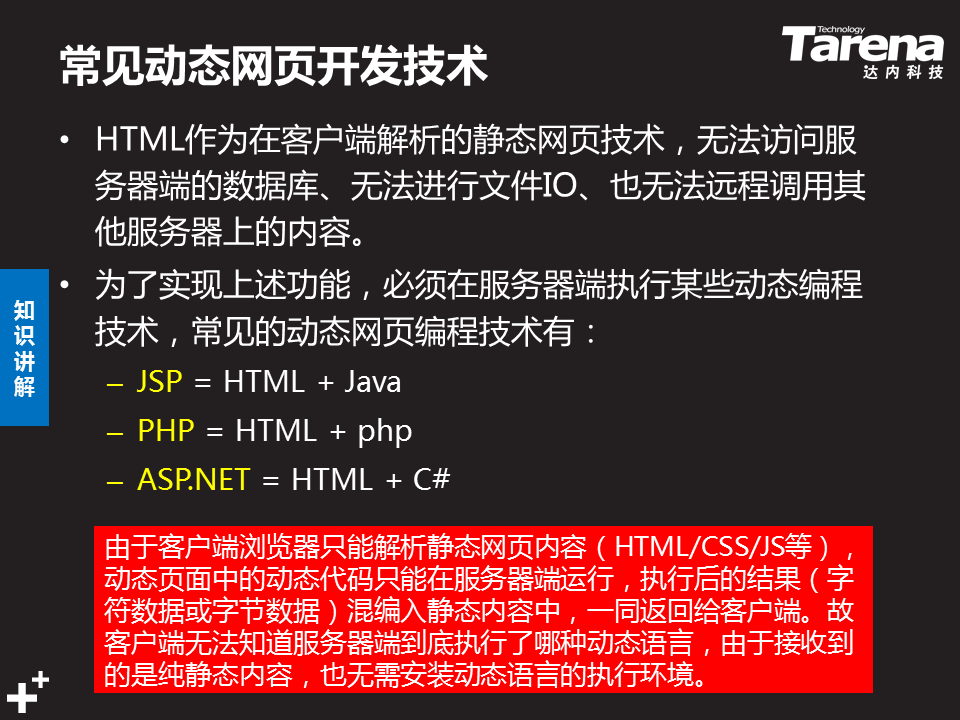 常见动态网页开发技术
Technology
Tarena
达内科技
• HTML作为在客户端解析的静态网页技术，无法访问服
务器端的数据库、无法进行文件IO、也无法远程调用其
他服务器上的内容。
• 为了实现上述功能，必须在服务器端执行某些动态编程
技术，常见的动态网页编程技术有：
– JSP = HTML + Java
– PHP = HTML + php
– ASP.NET = HTML + C#
知
识
讲
解
由于客户端浏览器只能解析静态网页内容（HTML/CSS/JS等），
动态页面中的动态代码只能在服务器端运行，执行后的结果（字
符数据或字节数据）混编入静态内容中，一同返回给客户端。故
客户端无法知道服务器端到底执行了哪种动态语言，由于接收到
的是纯静态内容，也无需安装动态语言的执行环境。